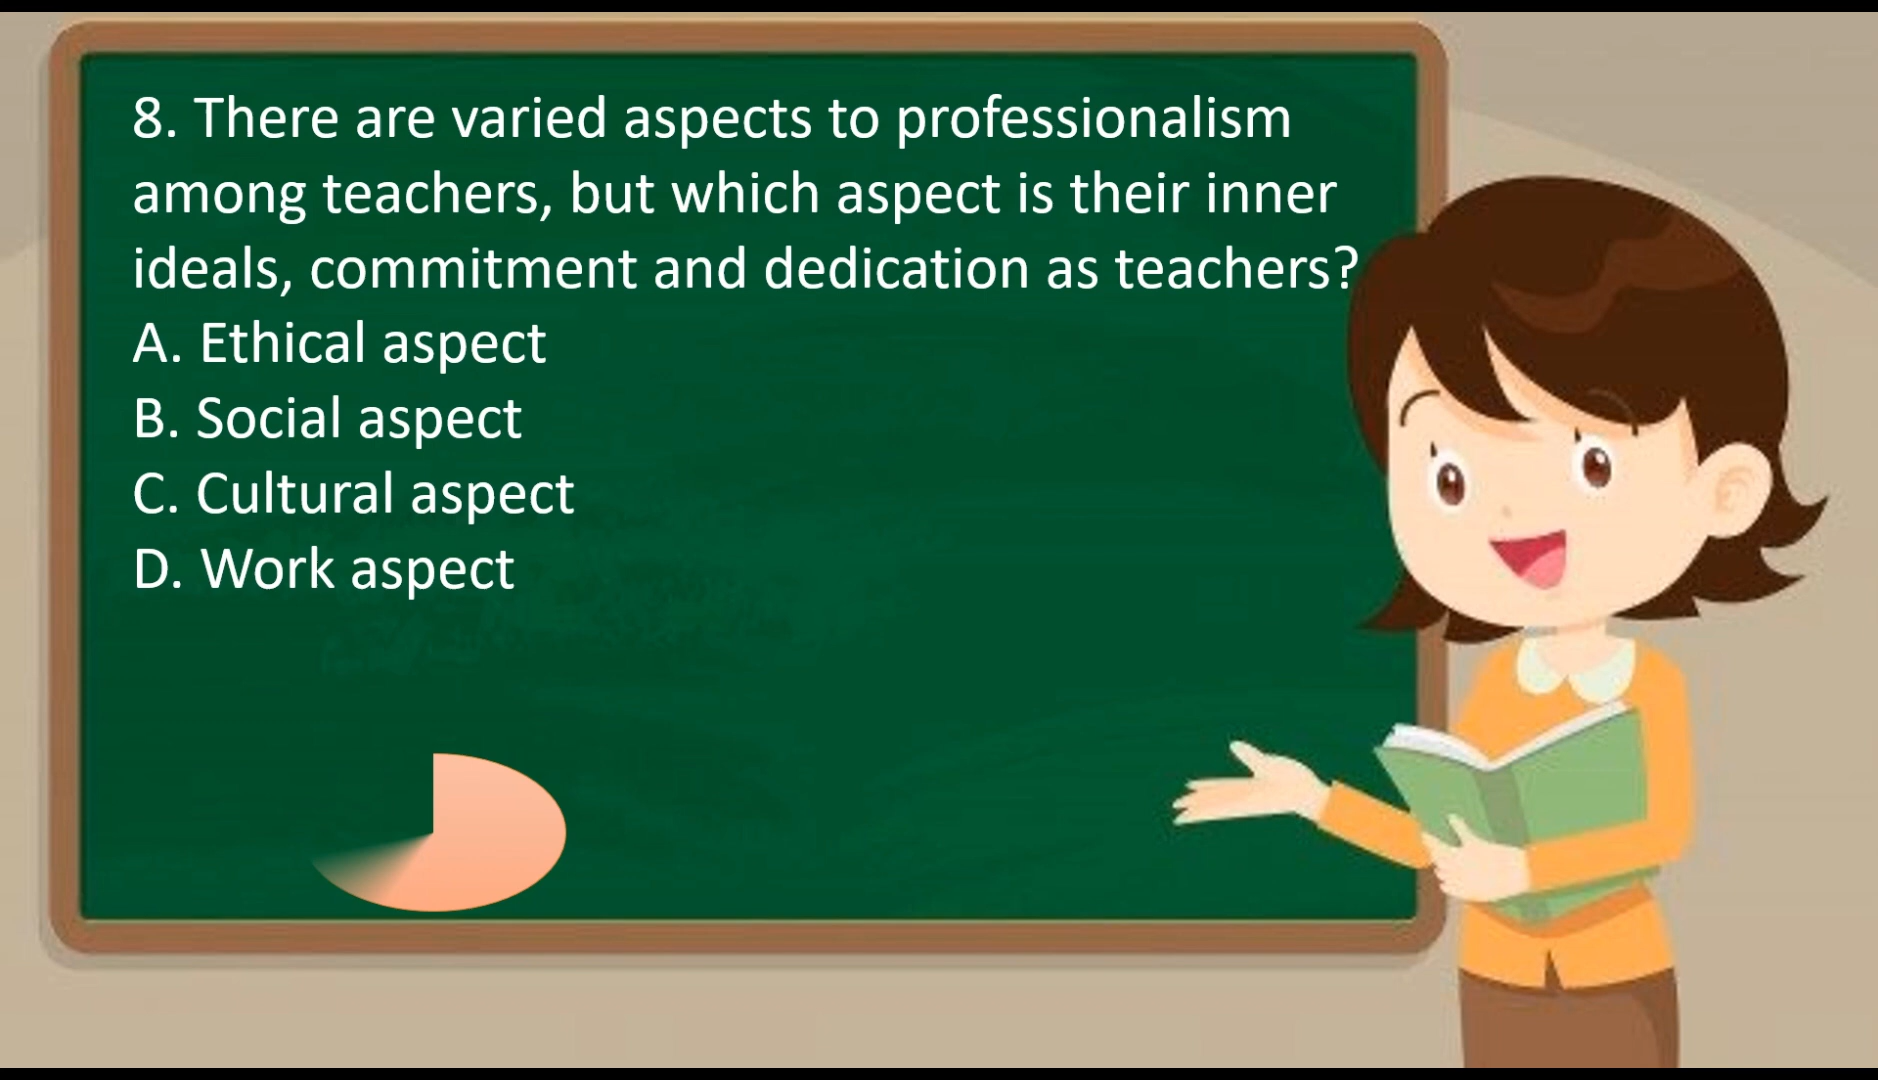 8. There are varied aspects to professionalism
among teachers, but which aspect is their inner
ideals, commitment and dedication as teachers?
A. Ethical aspect
B. Social aspect
C. Cultural aspect
D. Work aspect